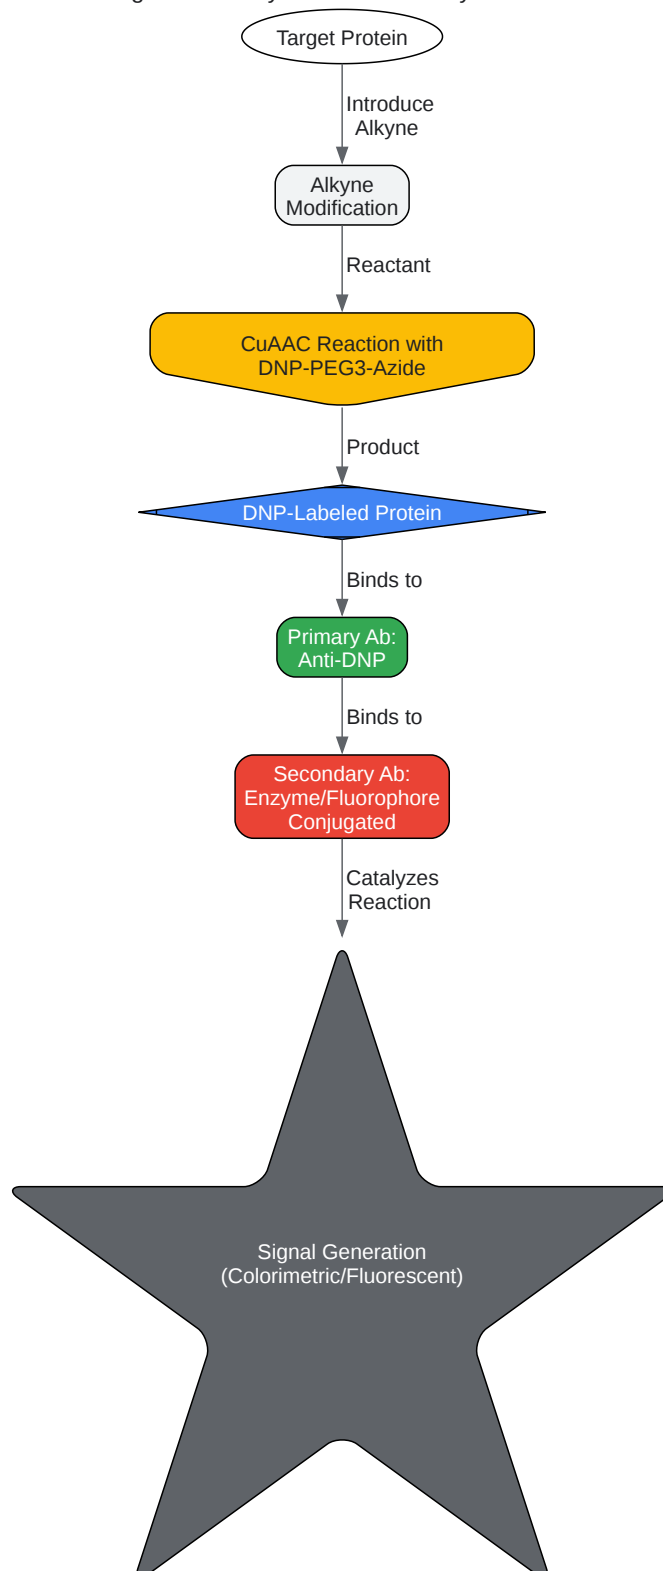 Target Protein
Introduce
Alkyne
Alkyne
Modification
Reactant
CuAAC Reaction with
DNP-PEG3-Azide
Product
DNP-Labeled Protein
Binds to
Primary Ab:
Anti-DNP
Binds to
Secondary Ab:
Enzyme/Fluorophore
Conjugated
Catalyzes
Reaction
Signal Generation
(Colorimetric/Fluorescent)